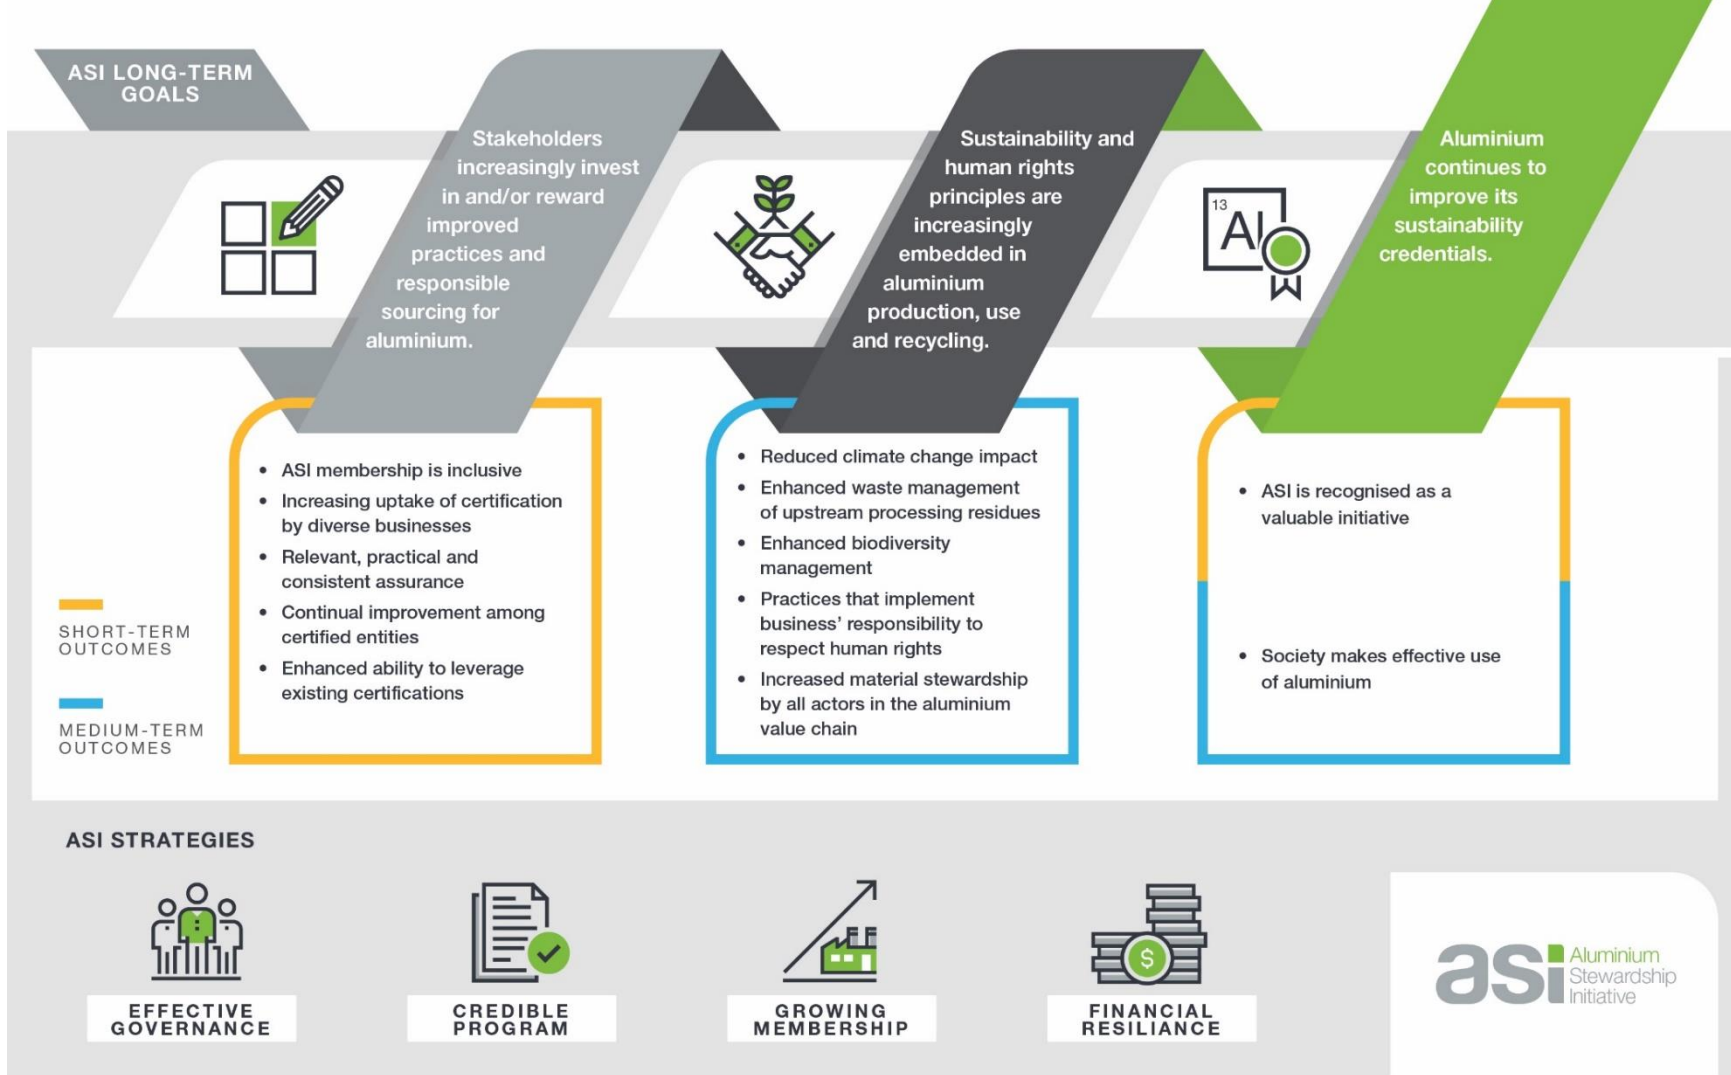 ASI LONG-TERM
GOALS
Stakeholders
increasingly invest
in and/or reward
improved
practices and
responsible
sourcing for
aluminium.
Sustainability and
human rights
principles are
increasingly
embedded in
aluminium
production, use
and recycling.
13
Al
Aluminium
continues to
improve its
sustainability
credentials.
• ASI membership is inclusive
• Increasing uptake of certification
by diverse businesses
• Relevant, practical and
consistent assurance
• Continual improvement among
certified entities
• Enhanced ability to leverage
existing certifications
• Reduced climate change impact
• Enhanced waste management
of upstream processing residues
• Enhanced biodiversity
management
• Practices that implement
business’ responsibility to
respect human rights
• Increased material stewardship
by all actors in the aluminium
value chain
• ASI is recognised as a
valuable initiative
• Society makes effective use
of aluminium
SHORT-TERM
OUTCOMES
MEDIUM-TERM
OUTCOMES
ASI STRATEGIES
EFFECTIVE
GOVERNANCE
CREDIBLE
PROGRAM
GROWING
MEMBERSHIP
$
FINANCIAL
RESILIANCE
asi
Aluminium
Stewardship
Initiative